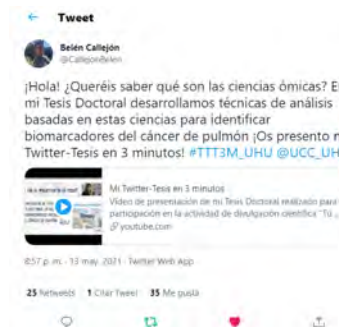 Tweet
Belén Callejón
@CallejonBelen
¡Hola! ¿Queréis saber qué son las ciencias ómicas? E
mi Tesis Doctoral desarrollamos técnicas de análisis
basadas en estas ciencias para identificar
biomarcadores del cáncer de pulmón ¡Os presento m
Twitter-Tesis en 3 minutos! #TTT3M_UHU @UCC_UH
Mi Twitter-Tesis en 3 minutos
Vídeo de presentación de mi Tesis Doctoral realizado para
participación en la actividad de divulgación científica "Tú
youtube.com
8:57 p. m. · 13 may. 2021 · Twitter Web App
25 Retweets 1 Citar Tweet 35 Me gusta